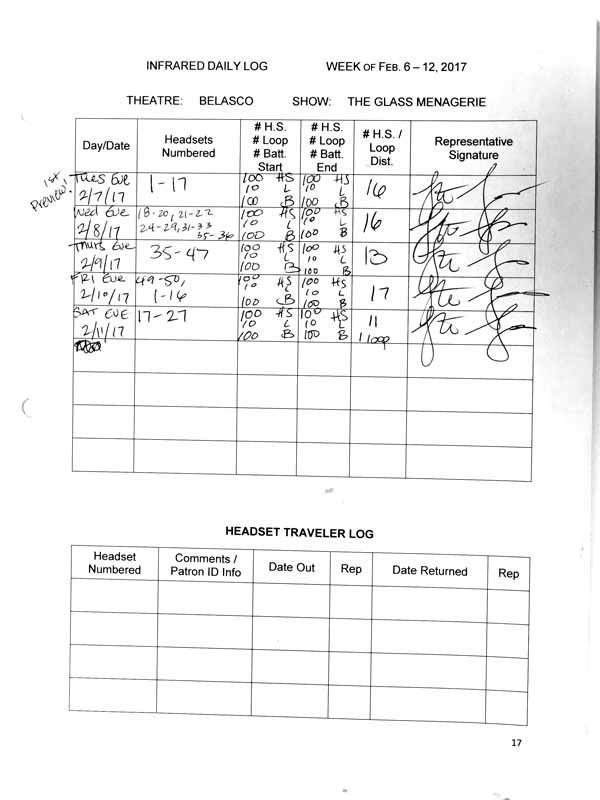 INFRARED DAILY LOG WEEK OF FEB. 6 – 12, 2017
THEATRE: BELASCO SHOW: THE GLASS MENAGERIE
Day/Date
Headsets
Numbered
# H.S.
# Loop
# Batt.
Start
# H.S.
# Loop
# Batt.
End
# H.S. /
Loop
Dist.
Representative
Signature
1st
Preview!
Tues Eve 1-17 100 HS 100 HS 16
10 L 10 L
2/7/17 100 B 100 B
Wed Eve 18-20, 21-22 100 HS 100 HS 16
24-29, 31-33 10 L 10 L
2/8/17 35-36 100 B 100 B
Thurs Eve 35-47 100 HS 100 HS 13
10 L 10 L
2/9/17 100 B 100 B
FRI Eve 49-50, 100 HS 100 HS 17
10 L 10 L
2/10/17 1-16 100 B 100 B
SAT EVE 17-27 100 HS 100 HS 11
10 L 10 L
2/11/17 100 B 100 B 1 loop
HEADSET TRAVELER LOG
Headset
Numbered
Comments /
Patron ID Info
Date Out
Rep
Date Returned
Rep
17